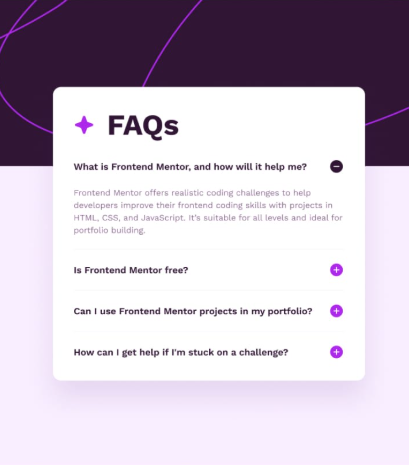 FAQs
What is Frontend Mentor, and how will it help me?
Frontend Mentor offers realistic coding challenges to help
developers improve their frontend coding skills with projects in
HTML, CSS, and JavaScript. It’s suitable for all levels and ideal for
portfolio building.
Is Frontend Mentor free?
Can I use Frontend Mentor projects in my portfolio?
How can I get help if I'm stuck on a challenge?